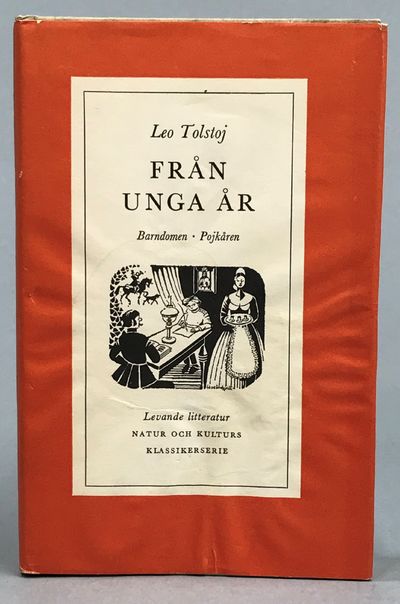 Leo Tolstoj
FRÅN
UNGA ÅR
Barndomen · Pojkåren
Levande litteratur
NATUR OCH KULTURS
KLASSIKERSERIE